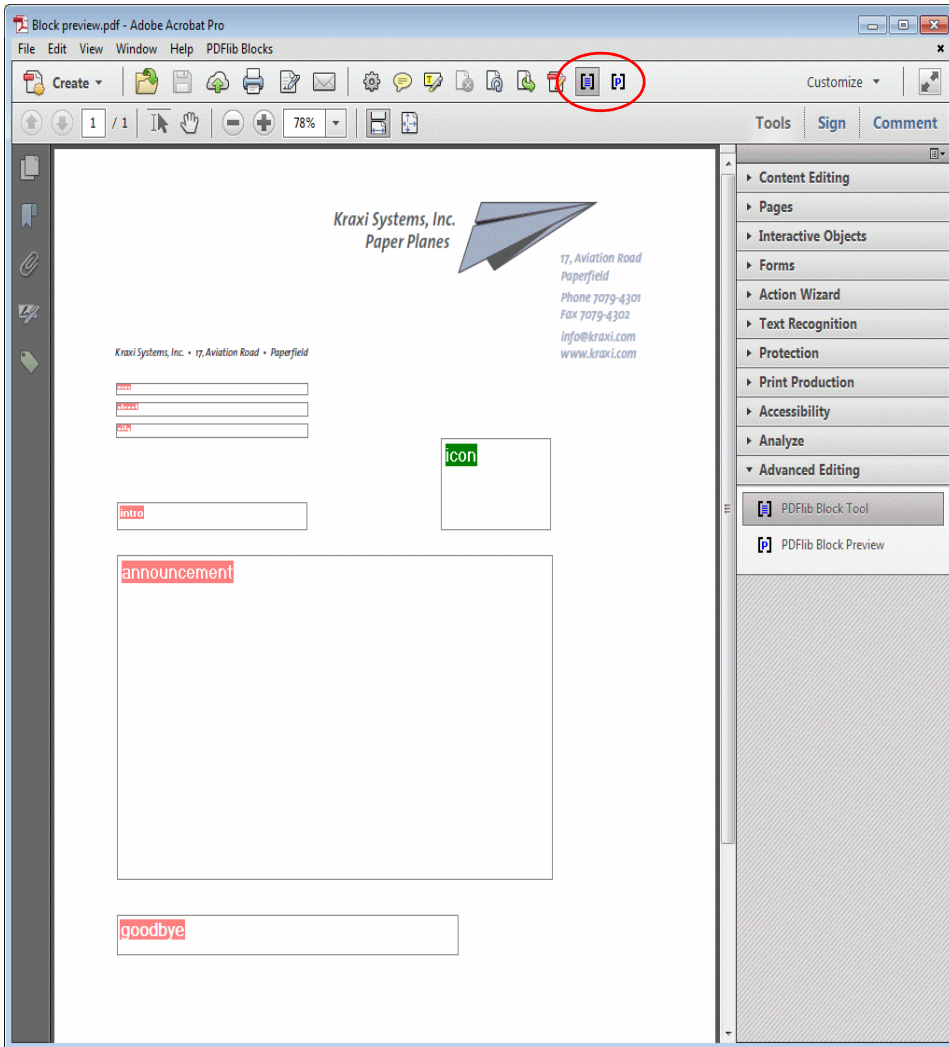 Block preview.pdf - Adobe Acrobat Pro
File Edit View Window Help PDFlib Blocks
Create
Customize
1 / 1
78%
Tools Sign Comment
Content Editing
Pages
Interactive Objects
Forms
Action Wizard
Text Recognition
Protection
Print Production
Accessibility
Analyze
Advanced Editing
PDFlib Block Tool
PDFlib Block Preview
Kraxi Systems, Inc.
Paper Planes
17, Aviation Road
Paperfield
Phone 7079-4301
Fax 7079-4302
info@kraxi.com
www.kraxi.com
Kraxi Systems, Inc. • 17, Aviation Road • Paperfield
icon
intro
announcement
goodbye